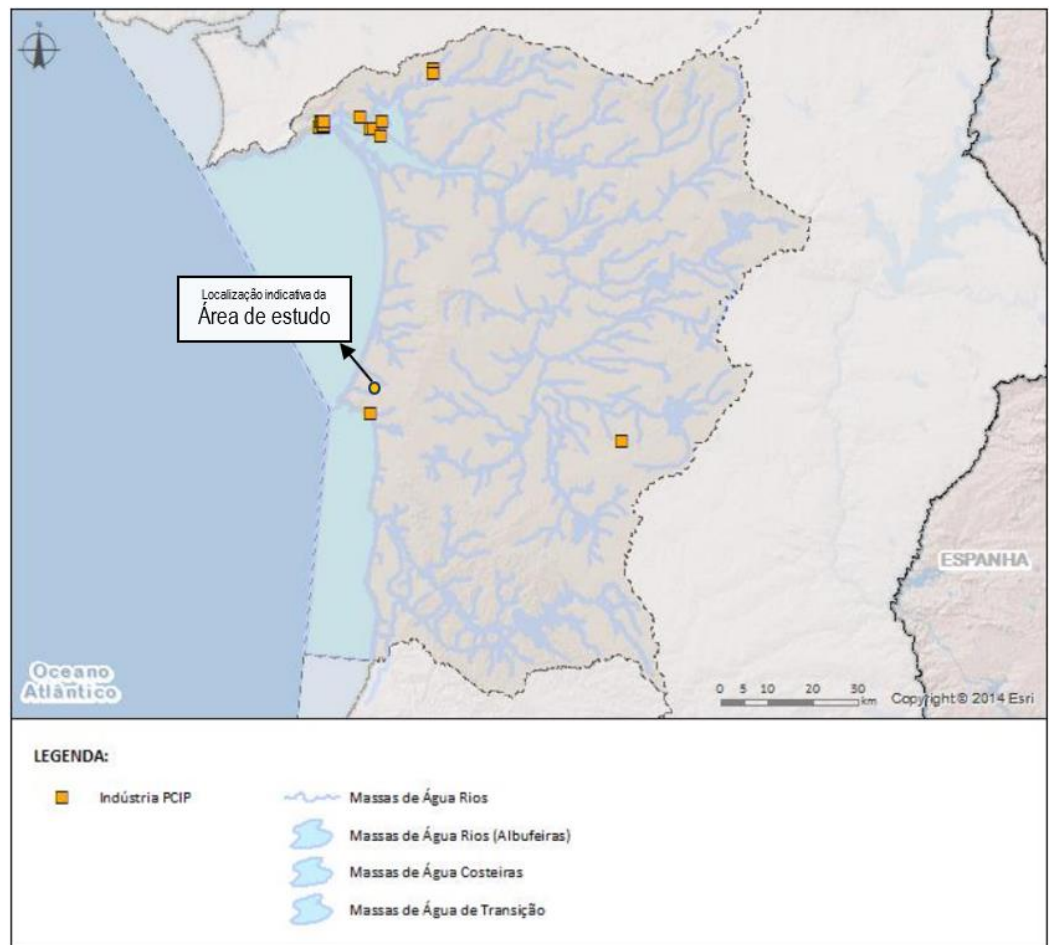 Localização indicativa da
Área de estudo
ESPANHA
Oceano
Atlântico
0 5 10 20 30
km
Copyright © 2014 Esri
LEGENDA:
Indústria PCIP
Massas de Água Rios
Massas de Água Rios (Albufeiras)
Massas de Água Costeiras
Massas de Água de Transição